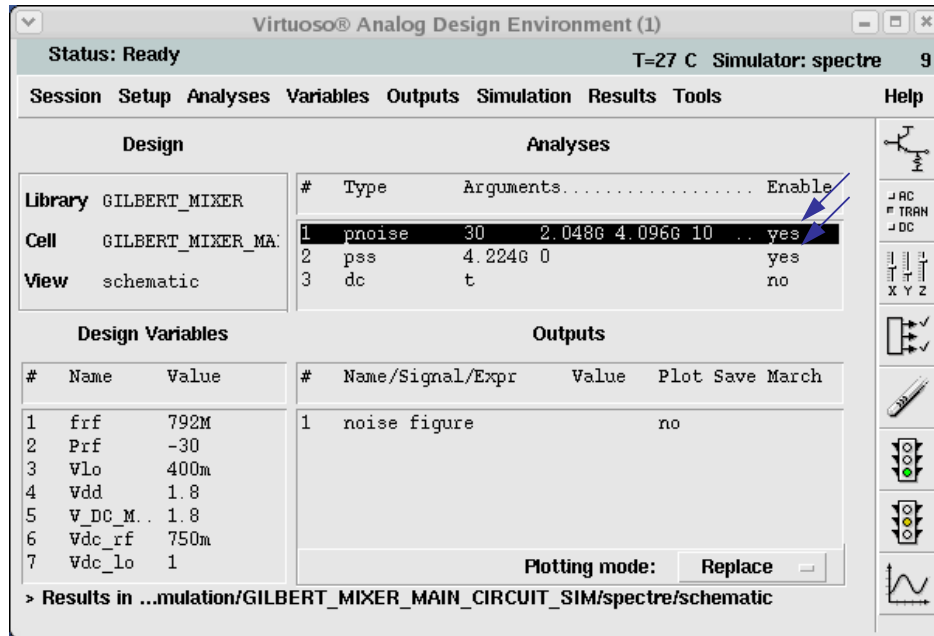 Virtuoso® Analog Design Environment (1)
Status: Ready T=27 C Simulator: spectre 9
Session Setup Analyses Variables Outputs Simulation Results Tools Help
Design
Analyses
Library GILBERT_MIXER
Cell GILBERT_MIXER_MA
View schematic
# Type Arguments................... Enable
1 pnoise 30 2.048G 4.096G 10 .. yes
2 pss 4.224G 0 yes
3 dc t no
AC
TRAN
DC
X Y Z
Design Variables
Outputs
# Name Value
1 frf 792M
2 Prf -30
3 Vlo 400m
4 Vdd 1.8
5 V_DC_M.. 1.8
6 Vdc_rf 750m
7 Vdc_lo 1
# Name/Signal/Expr Value Plot Save March
1 noise figure no
Plotting mode: Replace
> Results in ...mulation/GILBERT_MIXER_MAIN_CIRCUIT_SIM/spectre/schematic